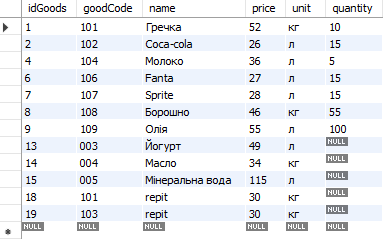 idGoods goodCode name price unit quantity
1 101 Гречка 52 кг 10
2 102 Coca-cola 26 л 15
4 104 Молоко 36 л 5
6 106 Fanta 27 л 15
7 107 Sprite 28 л 15
8 108 Борошно 46 кг 55
9 109 Олія 55 л 100
13 003 Йогурт 49 л NULL
14 004 Масло 34 кг NULL
15 005 Мінеральна вода 115 л NULL
18 101 repit 30 кг NULL
19 103 repit 30 кг NULL
NULL NULL NULL NULL NULL NULL